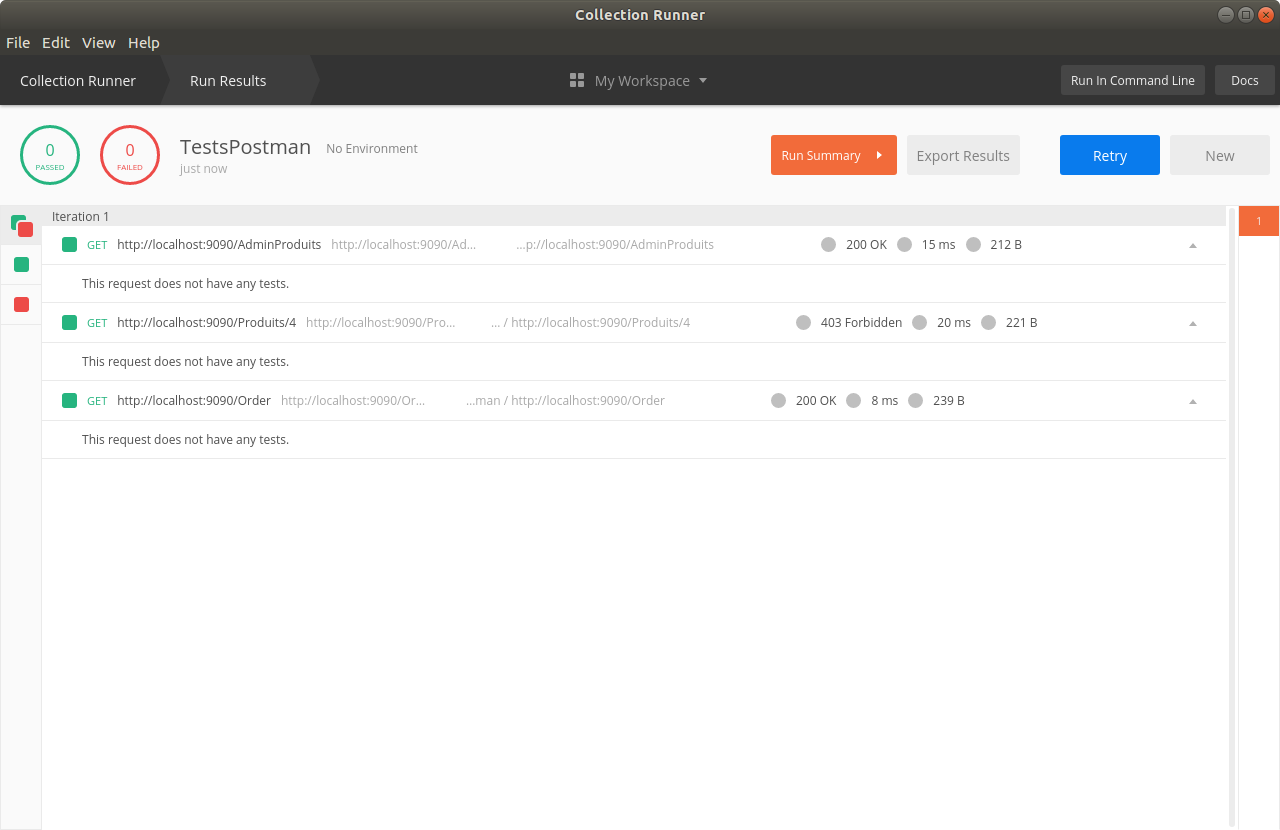 Collection Runner
File Edit View Help
Collection Runner Run Results My Workspace Run In Command Line Docs
0 PASSED
0 FAILED
TestsPostman No Environment
just now
Run Summary Export Results Retry New
Iteration 1
1
GET http://localhost:9090/AdminProduits http://localhost:9090/Ad... ...p://localhost:9090/AdminProduits 200 OK 15 ms 212 B
This request does not have any tests.
GET http://localhost:9090/Produits/4 http://localhost:9090/Pro... ... / http://localhost:9090/Produits/4 403 Forbidden 20 ms 221 B
This request does not have any tests.
GET http://localhost:9090/Order http://localhost:9090/Or... ...man / http://localhost:9090/Order 200 OK 8 ms 239 B
This request does not have any tests.